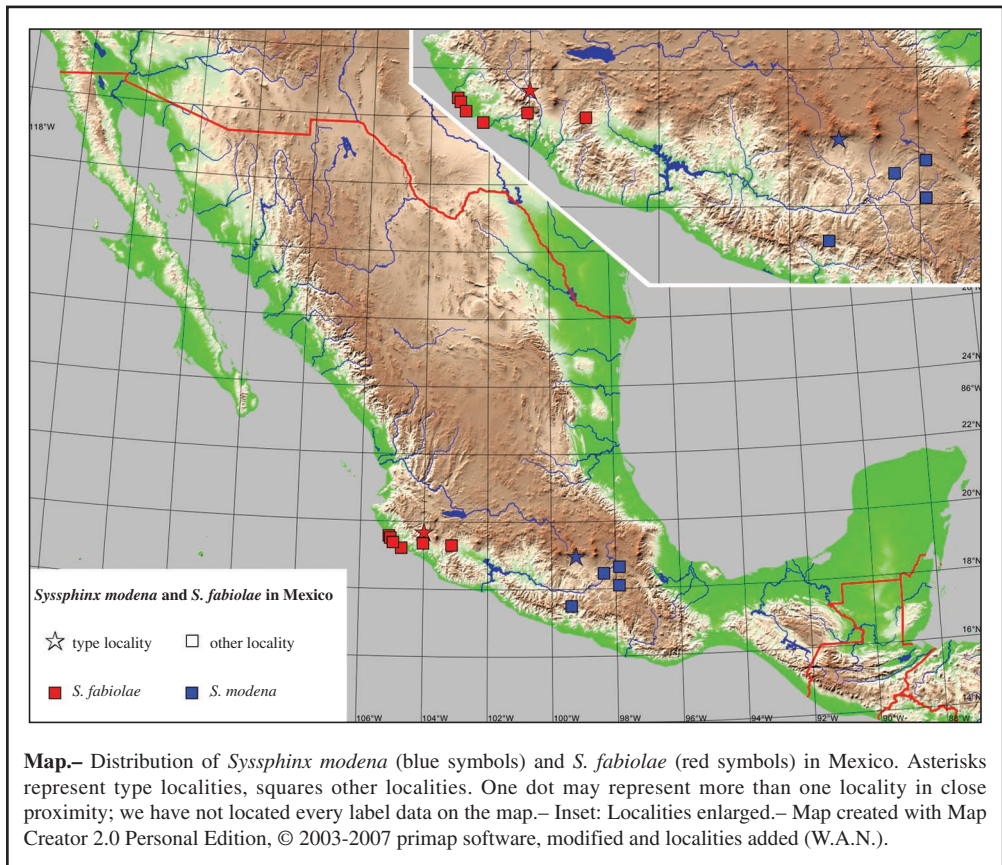 118°W
26°N
24°N
86°W
22°N
20°N
18°N
16°N
14°N
106°W
104°W
102°W
100°W
98°W
96°W
94°W
92°W
90°W
88°W
Syssphinx modena and S. fabiolae in Mexico
type locality
other locality
S. fabiolae
S. modena
Map.– Distribution of Syssphinx modena (blue symbols) and S. fabiolae (red symbols) in Mexico. Asterisks
represent type localities, squares other localities. One dot may represent more than one locality in close
proximity; we have not located every label data on the map.– Inset: Localities enlarged.– Map created with Map
Creator 2.0 Personal Edition, © 2003-2007 primap software, modified and localities added (W.A.N.).